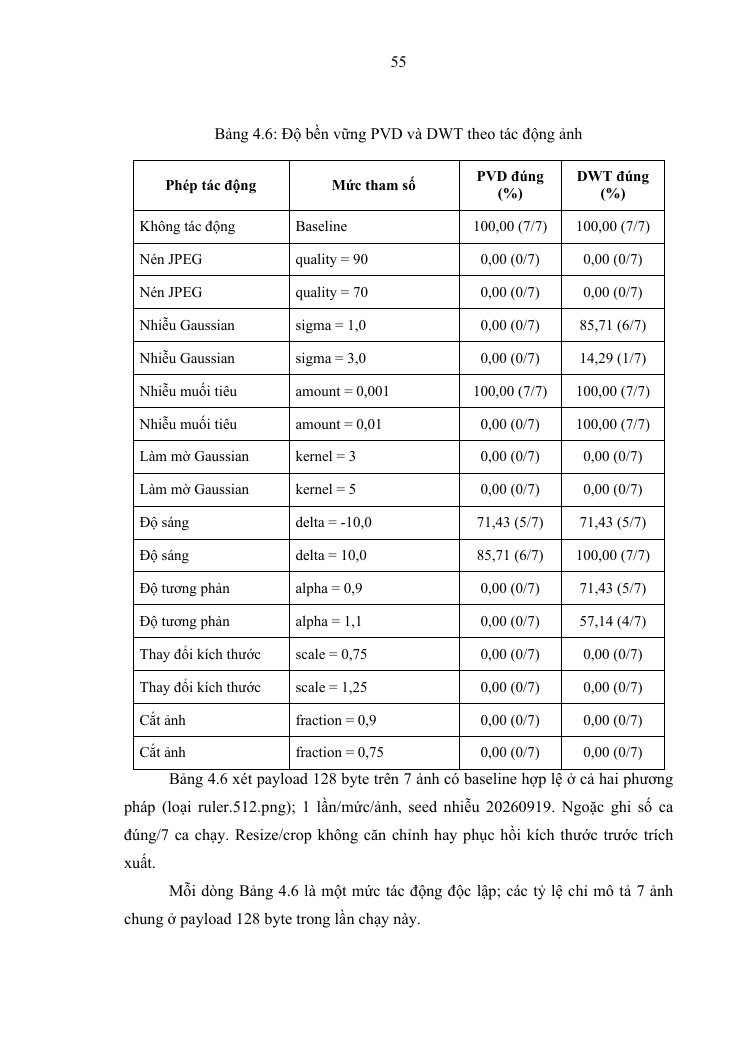 55
Bảng 4.6: Độ bền vững PVD và DWT theo tác động ảnh
Phép tác động Mức tham số PVD đúng (%) DWT đúng (%)
Không tác động Baseline 100,00 (7/7) 100,00 (7/7)
Nén JPEG quality = 90 0,00 (0/7) 0,00 (0/7)
Nén JPEG quality = 70 0,00 (0/7) 0,00 (0/7)
Nhiễu Gaussian sigma = 1,0 0,00 (0/7) 85,71 (6/7)
Nhiễu Gaussian sigma = 3,0 0,00 (0/7) 14,29 (1/7)
Nhiễu muối tiêu amount = 0,001 100,00 (7/7) 100,00 (7/7)
Nhiễu muối tiêu amount = 0,01 0,00 (0/7) 100,00 (7/7)
Làm mờ Gaussian kernel = 3 0,00 (0/7) 0,00 (0/7)
Làm mờ Gaussian kernel = 5 0,00 (0/7) 0,00 (0/7)
Độ sáng delta = -10,0 71,43 (5/7) 71,43 (5/7)
Độ sáng delta = 10,0 85,71 (6/7) 100,00 (7/7)
Độ tương phản alpha = 0,9 0,00 (0/7) 71,43 (5/7)
Độ tương phản alpha = 1,1 0,00 (0/7) 57,14 (4/7)
Thay đổi kích thước scale = 0,75 0,00 (0/7) 0,00 (0/7)
Thay đổi kích thước scale = 1,25 0,00 (0/7) 0,00 (0/7)
Cắt ảnh fraction = 0,9 0,00 (0/7) 0,00 (0/7)
Cắt ảnh fraction = 0,75 0,00 (0/7) 0,00 (0/7)
Bảng 4.6 xét payload 128 byte trên 7 ảnh có baseline hợp lệ ở cả hai phương
pháp (loại ruler.512.png); 1 lần/mức/ảnh, seed nhiễu 20260919. Ngoặc ghi số ca
đúng/7 ca chạy. Resize/crop không căn chỉnh hay phục hồi kích thước trước trích
xuất.
Mỗi dòng Bảng 4.6 là một mức tác động độc lập; các tỷ lệ chỉ mô tả 7 ảnh
chung ở payload 128 byte trong lần chạy này.